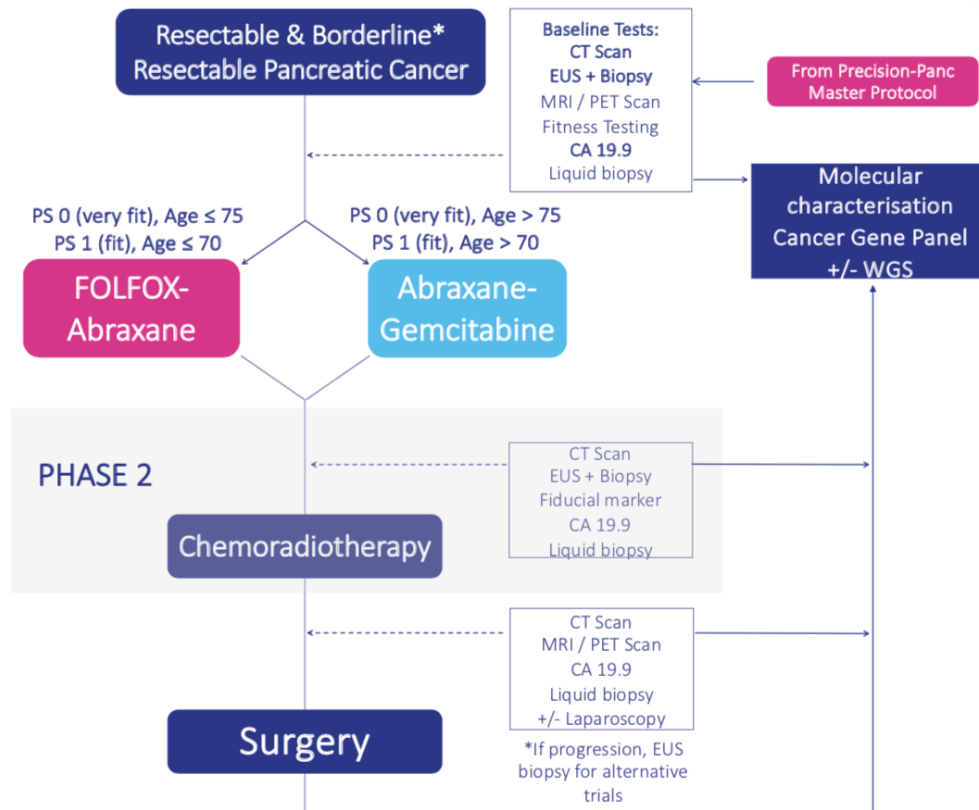 Resectable & Borderline*
Resectable Pancreatic Cancer
Baseline Tests:
CT Scan
EUS + Biopsy
MRI / PET Scan
Fitness Testing
CA 19.9
Liquid biopsy
From Precision-Panc
Master Protocol
Molecular
characterisation
Cancer Gene Panel
+/- WGS
PS 0 (very fit), Age ≤ 75
PS 1 (fit), Age ≤ 70
PS 0 (very fit), Age > 75
PS 1 (fit), Age > 70
FOLFOX-
Abraxane
Abraxane-
Gemcitabine
PHASE 2
CT Scan
EUS + Biopsy
Fiducial marker
CA 19.9
Liquid biopsy
Chemoradiotherapy
CT Scan
MRI / PET Scan
CA 19.9
Liquid biopsy
+/- Laparoscopy
Surgery
*If progression, EUS
biopsy for alternative
trials